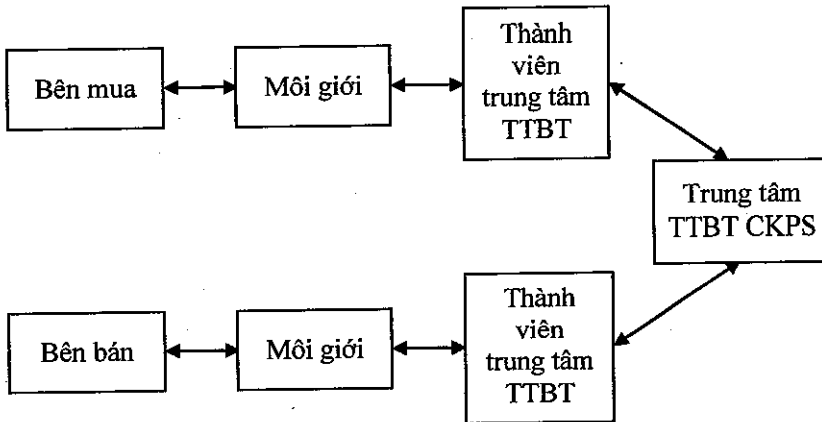 Bên mua
Môi giới
Thành
viên
trung tâm
TTBT
Trung tâm
TTBT CKPS
Bên bán
Môi giới
Thành
viên
trung tâm
TTBT